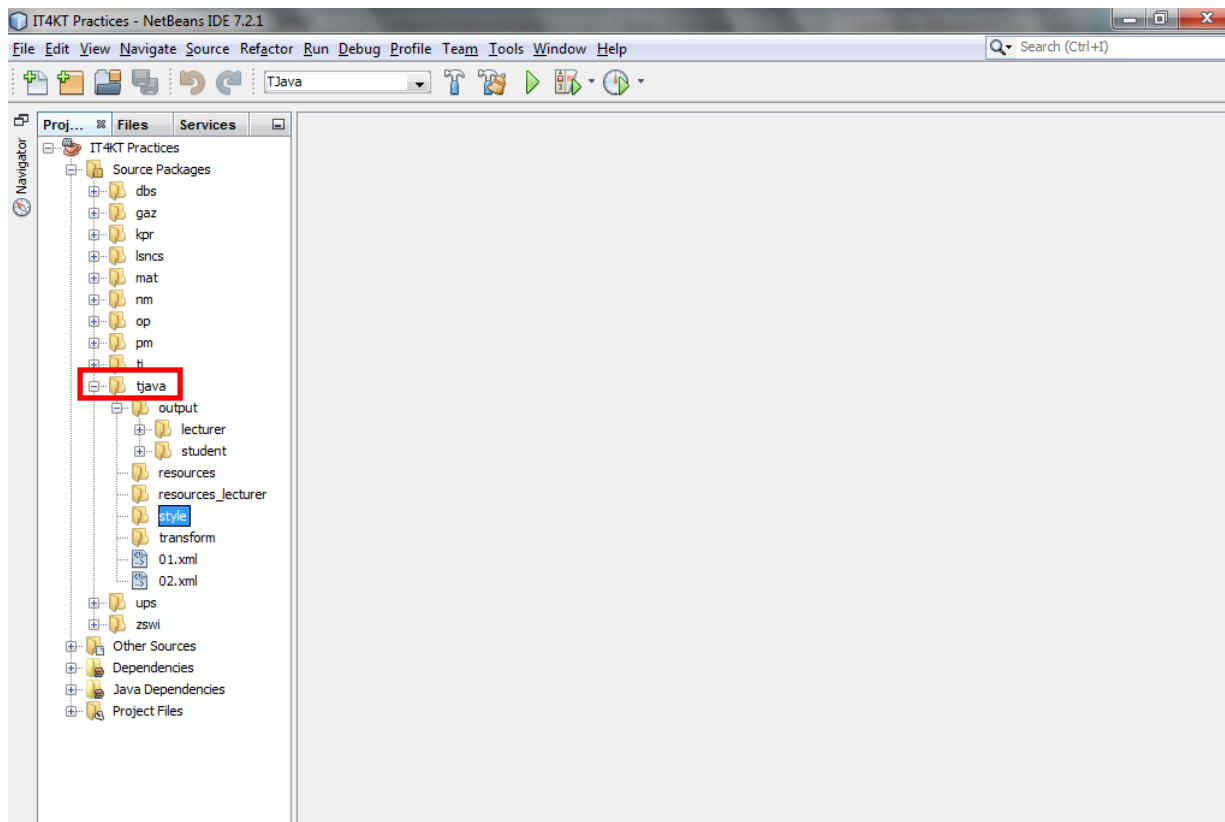 IT4KT Practices - NetBeans IDE 7.2.1
File Edit View Navigate Source Refactor Run Debug Profile Team Tools Window Help
Search (Ctrl+I)
TJava
Proj... Files Services
Navigator
IT4KT Practices
Source Packages
dbs
gaz
kpr
lsncs
mat
nm
op
pm
ti
tjava
output
lecturer
student
resources
resources_lecturer
style
transform
01.xml
02.xml
ups
zswi
Other Sources
Dependencies
Java Dependencies
Project Files